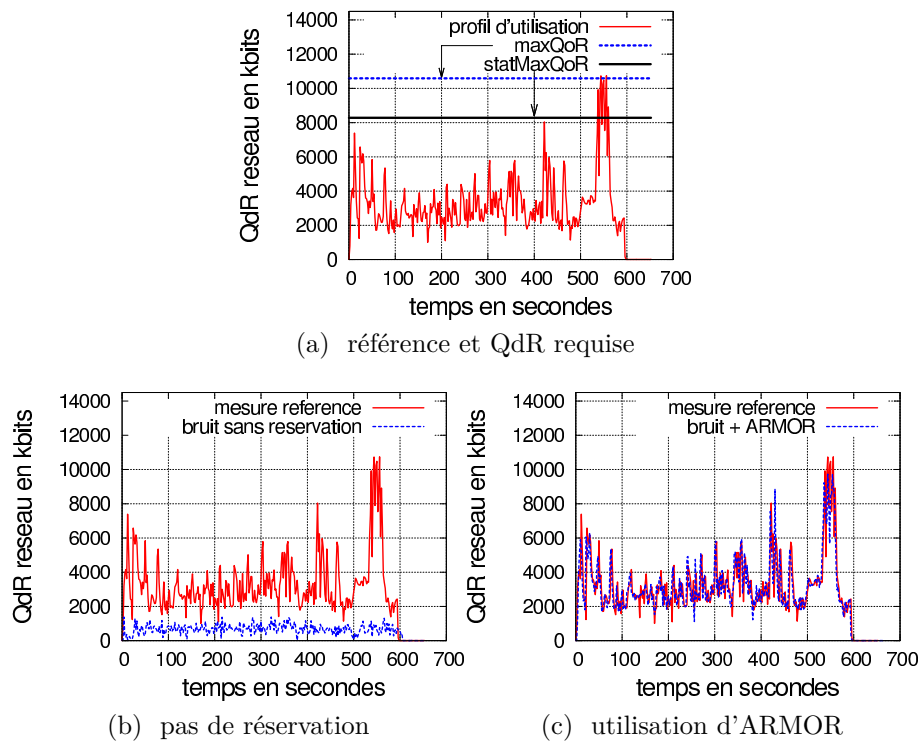 profil d'utilisation
maxQoR
statMaxQoR
QdR reseau en kbits
14000
12000
10000
8000
6000
4000
2000
0
0 100 200 300 400 500 600 700
temps en secondes
(a) référence et QdR requise
mesure reference
bruit sans reservation
QdR reseau en kbits
14000
12000
10000
8000
6000
4000
2000
0
0 100 200 300 400 500 600 700
temps en secondes
(b) pas de réservation
mesure reference
bruit + ARMOR
QdR reseau en kbits
14000
12000
10000
8000
6000
4000
2000
0
0 100 200 300 400 500 600 700
temps en secondes
(c) utilisation d'ARMOR